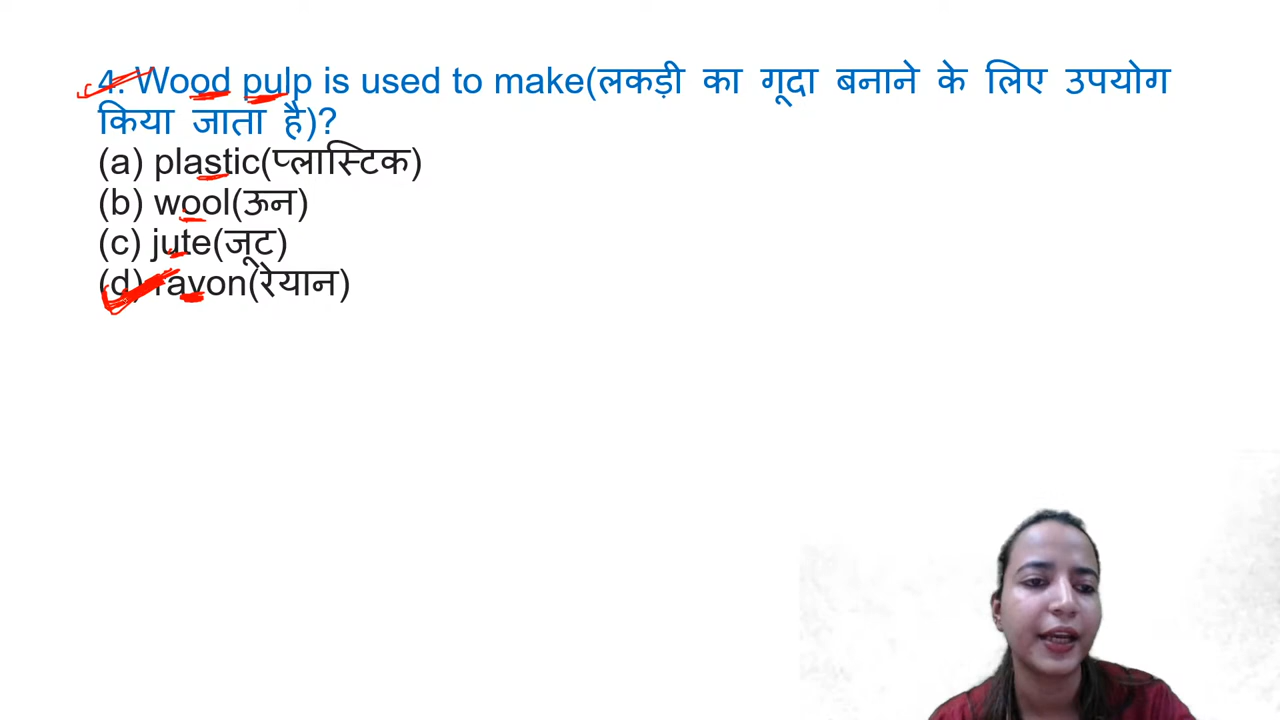 4. Wood pulp is used to make(लकड़ी का गूदा बनाने के लिए उपयोग
किया जाता है)?
(a) plastic(प्लास्टिक)
(b) wool(ऊन)
(c) jute(जूट)
(d) rayon(रेयान)